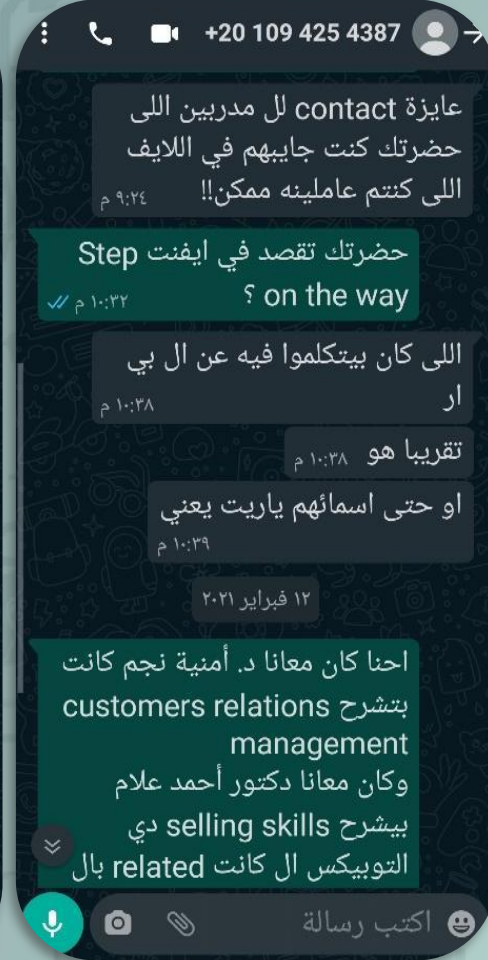 +20 109 425 4387
عايزة contact لل مدربين اللى
حضرتك كنت جايبهم في اللايف
اللى كنتم عاملينه ممكن!!
٩:٢٤ م
حضرتك تقصد في ايفنت Step
on the way ؟
١٠:٣٢ م
اللى كان بيتكلموا فيه عن ال بي
ار
١٠:٣٨ م
تقريبا هو
١٠:٣٨ م
او حتى اسمائهم ياريت يعني
١٠:٣٩ م
١٢ فبراير ٢٠٢١
احنا كان معانا د. أمنية نجم كانت
بتشرح customers relations
management
وكان معانا دكتور أحمد علام
بيشرح selling skills دي
التوبيكس ال كانت related بال
اكتب رسالة